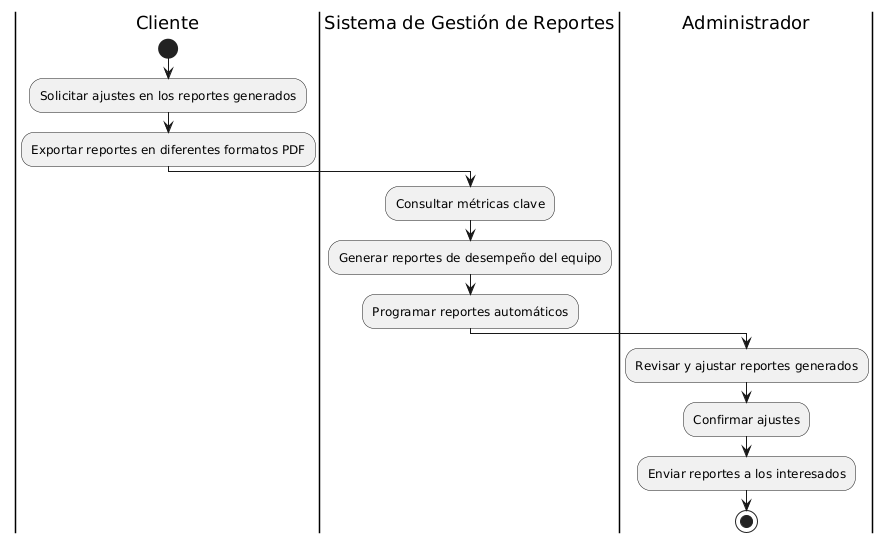 Cliente
Sistema de Gestión de Reportes
Administrador
Solicitar ajustes en los reportes generados
Exportar reportes en diferentes formatos PDF
Consultar métricas clave
Generar reportes de desempeño del equipo
Programar reportes automáticos
Revisar y ajustar reportes generados
Confirmar ajustes
Enviar reportes a los interesados